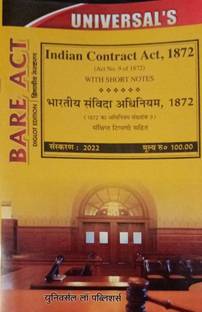 UNIVERSAL'S
BARE ACT
DIGLOT EDITION
Indian Contract Act, 1872
(Act No. 9 of 1872)
WITH SHORT NOTES
भारतीय संविदा अधिनियम, 1872
(1872 का अधिनियम संख्यांक 9)
संक्षिप्त टिप्पणी सहित
संस्करण : 2022 मूल्य रु० 100.00
यूनिवर्सल लॉ पब्लिशर्स